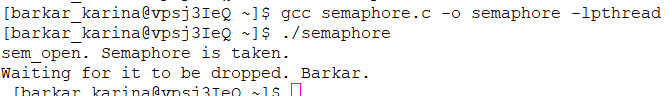 [barkar_karina@vpsj3IeQ ~]$ gcc semaphore.c -o semaphore -lpthread
[barkar_karina@vpsj3IeQ ~]$ ./semaphore
sem_open. Semaphore is taken.
Waiting for it to be dropped. Barkar.
[barkar_karina@vpsj3IeQ ~]$